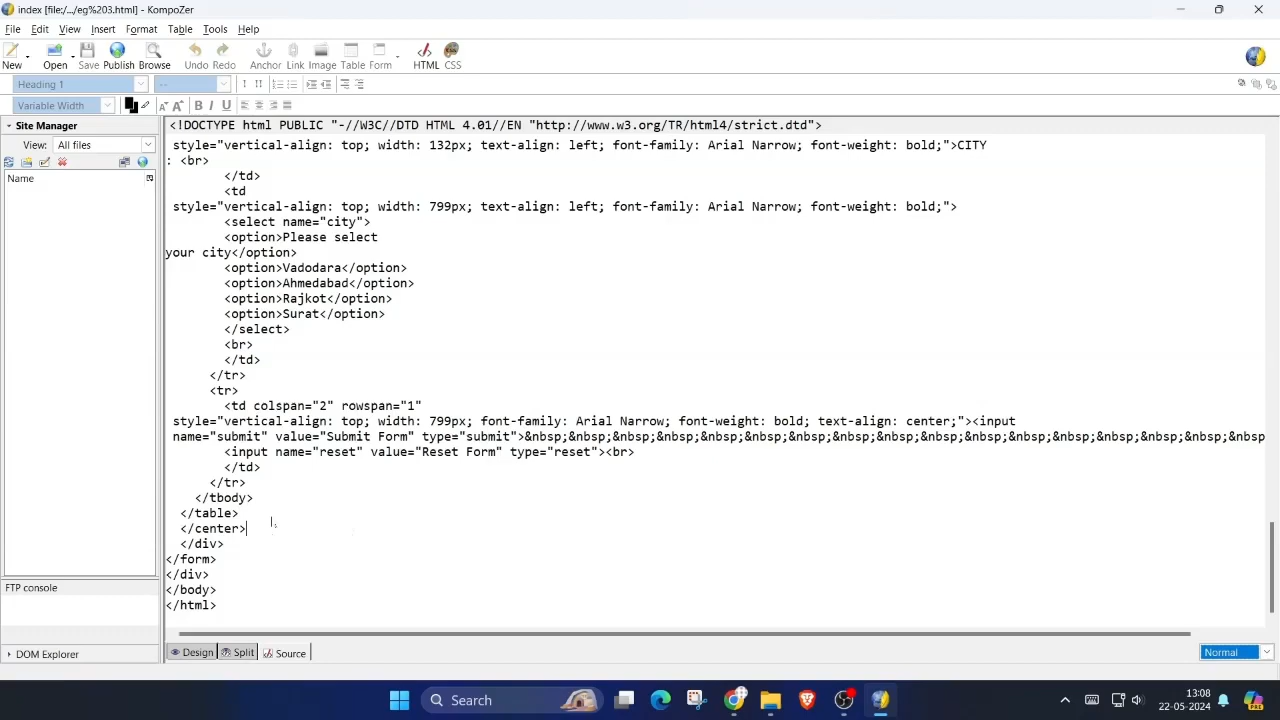 index [file:/.../eg%203.html] - KompoZer
File Edit View Insert Format Table Tools Help
New Open Save Publish Browse Undo Redo Anchor Link Image Table Form HTML CSS
Heading 1
Variable Width B I U
Site Manager
View: All files
Name
<!DOCTYPE html PUBLIC "-//W3C//DTD HTML 4.01//EN "http://www.w3.org/TR/html4/strict.dtd">
style="vertical-align: top; width: 132px; text-align: left; font-family: Arial Narrow; font-weight: bold;">CITY
: <br>
</td>
<td
style="vertical-align: top; width: 799px; text-align: left; font-family: Arial Narrow; font-weight: bold;">
<select name="city">
<option>Please select
your city</option>
<option>Vadodara</option>
<option>Ahmedabad</option>
<option>Rajkot</option>
<option>Surat</option>
</select>
<br>
</td>
</tr>
<tr>
<td colspan="2" rowspan="1"
style="vertical-align: top; width: 799px; font-family: Arial Narrow; font-weight: bold; text-align: center;"><input
name="submit" value="Submit Form" type="submit">&nbsp;&nbsp;&nbsp;&nbsp;&nbsp;&nbsp;&nbsp;&nbsp;&nbsp;&nbsp;&nbsp;&nbsp;&nbsp;&nbsp;&nbsp;&nbsp;&nbsp
<input name="reset" value="Reset Form" type="reset"><br>
</td>
</tr>
</tbody>
</table>
</center>
</div>
</form>
</div>
</body>
</html>
FTP console
DOM Explorer
Design Split Source
Normal
Search
13:08
22-05-2024